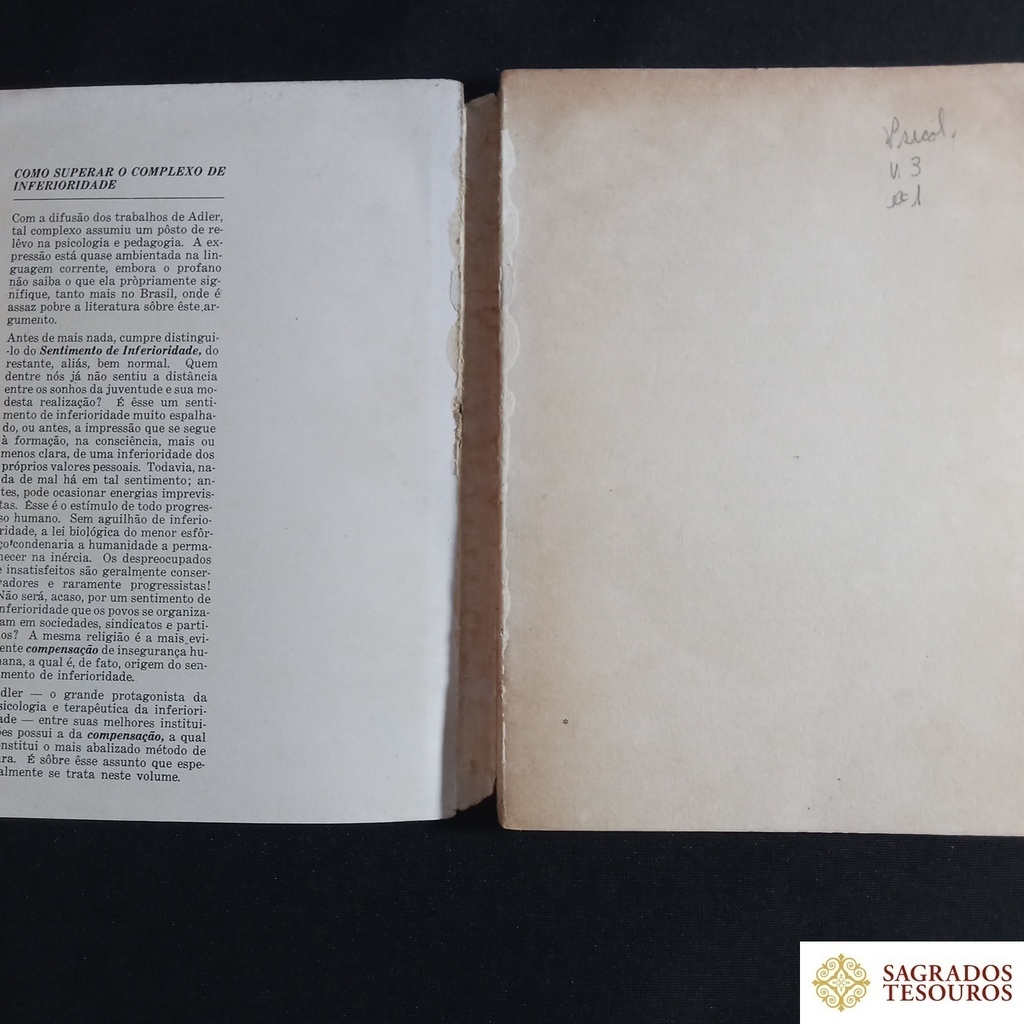 COMO SUPERAR O COMPLEXO DE
INFERIORIDADE
Com a difusão dos trabalhos de Adler,
tal complexo assumiu um pôsto de re-
lêvo na psicologia e pedagogia. A ex-
pressão está quase ambientada na lin-
guagem corrente, embora o profano
não saiba o que ela pròpriamente sig-
nifique, tanto mais no Brasil, onde é
assaz pobre a literatura sôbre êste ar-
gumento.
Antes de mais nada, cumpre distingui-
-lo do Sentimento de Inferioridade, do
restante, aliás, bem normal. Quem
dentre nós já não sentiu a distância
entre os sonhos da juventude e sua mo-
desta realização? É êsse um senti-
mento de inferioridade muito espalha-
do, ou antes, a impressão que se segue
à formação, na consciência, mais ou
menos clara, de uma inferioridade dos
próprios valores pessoais. Todavia, na-
da de mal há em tal sentimento; an-
tes, pode ocasionar energias imprevis-
tas. Esse é o estímulo de todo progres-
so humano. Sem aguilhão de inferio-
ridade, a lei biológica do menor esfôr-
ço condenaria a humanidade a perma-
necer na inércia. Os despreocupados
e insatisfeitos são geralmente conser-
vadores e raramente progressistas!
Não será, acaso, por um sentimento de
nferioridade que os povos se organiza-
am em sociedades, sindicatos e parti-
os? A mesma religião é a mais evi-
ente compensação de insegurança hu-
ana, a qual é, de fato, origem do sen-
mento de inferioridade.
dler — o grande protagonista da
sicologia e terapêutica da inferiori-
ade — entre suas melhores institui-
es possui a da compensação, a qual
nstitui o mais abalizado método de
ra. É sôbre êsse assunto que espe-
almente se trata neste volume.
Psicol.
v. 3
ex 1
SAGRADOS
TESOUROS